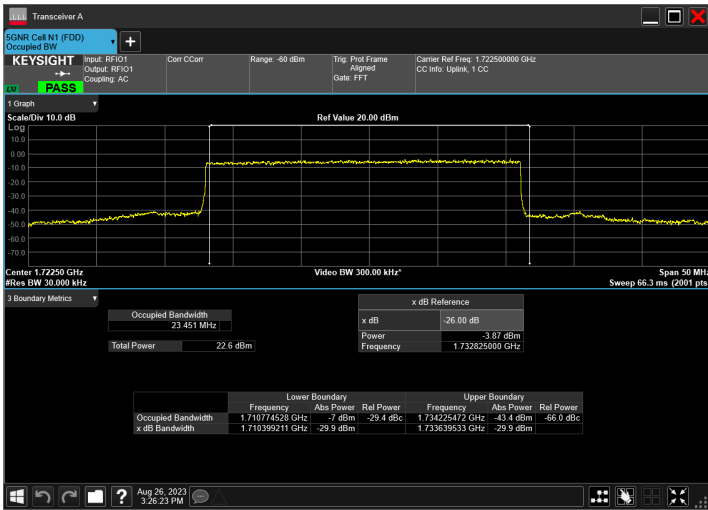 Transceiver A
5GNR Cell N1 (FDD)
Occupied BW
KEYSIGHT
Input: RFIO1
Output: RFIO1
Coupling: AC
Corr CCorr
Range: -60 dBm
Trig: Prot Frame
Aligned
Gate: FFT
Carrier Ref Freq: 1.722500000 GHz
CC Info: Uplink, 1 CC
LXI
PASS
1 Graph
Scale/Div 10.0 dB
Ref Value 20.00 dBm
Log
10.0
0.00
-10.0
-20.0
-30.0
-40.0
-50.0
-60.0
-70.0
Center 1.72250 GHz
Video BW 300.00 kHz*
Span 50 MHz
#Res BW 30.000 kHz
Sweep 66.3 ms (2001 pts
3 Boundary Metrics
Occupied Bandwidth
23.451 MHz
Total Power 22.6 dBm
x dB Reference
x dB -26.00 dB
Power -3.87 dBm
Frequency 1.732825000 GHz
Lower Boundary Upper Boundary
Frequency Abs Power Rel Power Frequency Abs Power Rel Power
Occupied Bandwidth 1.710774528 GHz -7 dBm -29.4 dBc 1.734225472 GHz -43.4 dBm -66.0 dBc
x dB Bandwidth 1.710399211 GHz -29.9 dBm 1.733639533 GHz -29.9 dBm
?
Aug 26, 2023
3:26:23 PM